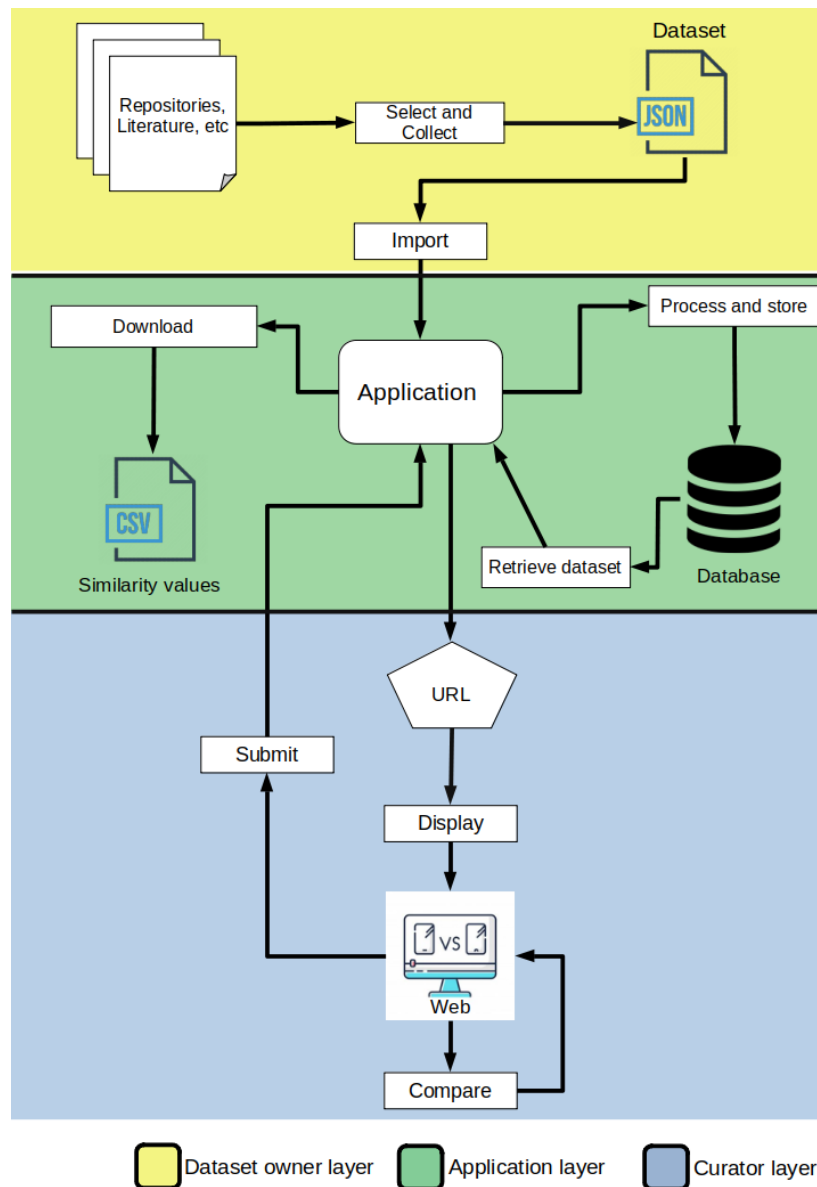 Dataset
Repositories,
Literature, etc
Select and
Collect
JSON
Import
Download
Process and store
Application
CSV
Similarity values
Retrieve dataset
Database
URL
Submit
Display
VS
Web
Compare
Dataset owner layer
Application layer
Curator layer